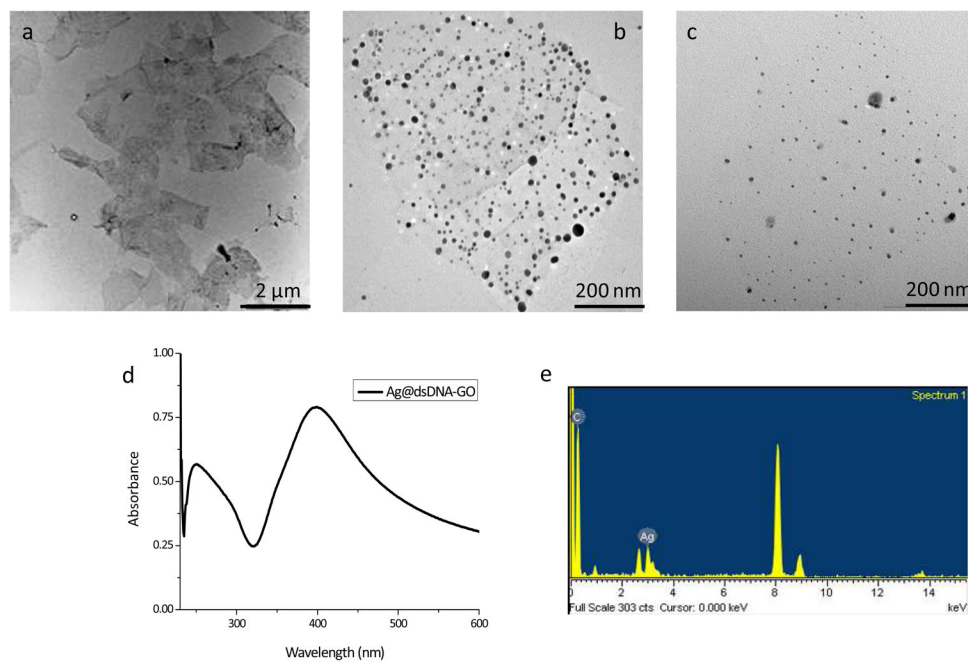 a
b
c
2 µm
200 nm
200 nm
d
1.00
Ag@dsDNA-GO
0.75
Absorbance
0.50
0.25
0.00
300
400
500
600
Wavelength (nm)
e
Spectrum 1
C
Ag
0
2
4
6
8
10
12
14
Full Scale 303 cts Cursor: 0.000 keV
keV